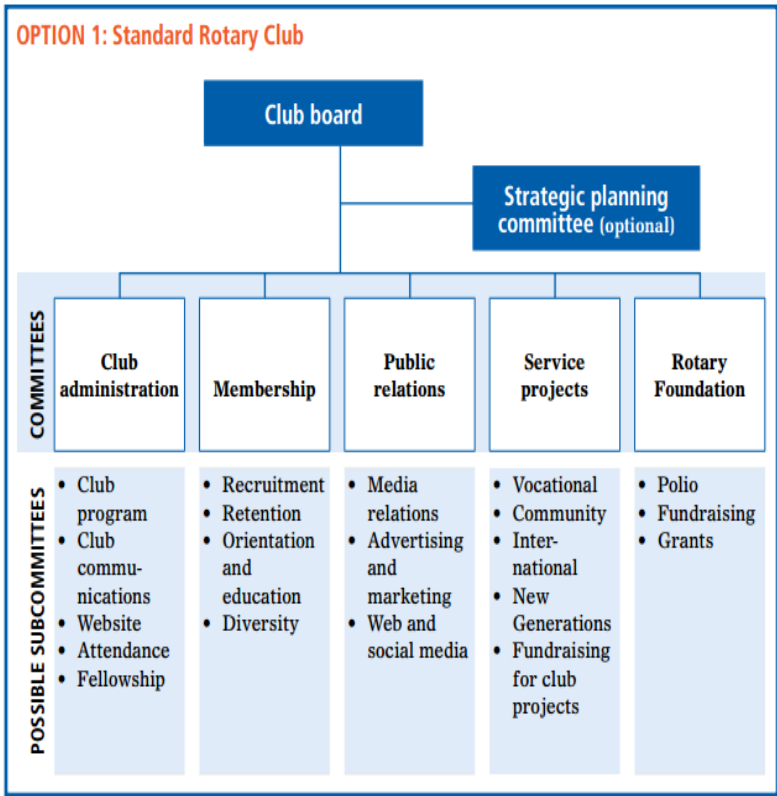 OPTION 1: Standard Rotary Club
Club board
Strategic planning
committee (optional)
COMMITTEES
Club
administration
Membership
Public
relations
Service
projects
Rotary
Foundation
POSSIBLE SUBCOMMITTEES
• Club
program
• Club
commu-
nications
• Website
• Attendance
• Fellowship
• Recruitment
• Retention
• Orientation
and
education
• Diversity
• Media
relations
• Advertising
and
marketing
• Web and
social media
• Vocational
• Community
• Inter-
national
• New
Generations
• Fundraising
for club
projects
• Polio
• Fundraising
• Grants